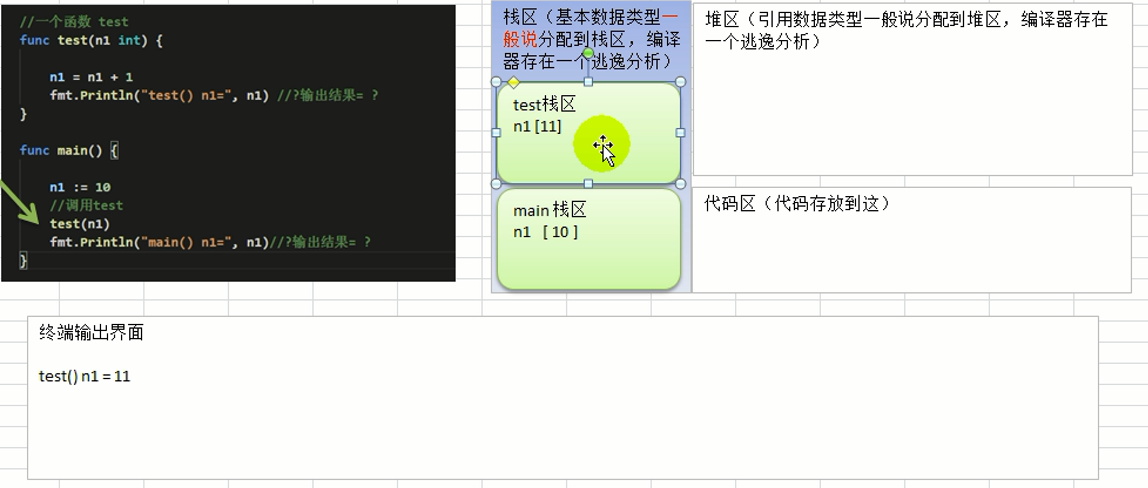 //一个函数 test
func test(n1 int) {
n1 = n1 + 1
fmt.Println("test() n1=", n1) //?输出结果= ?
}
func main() {
n1 := 10
//调用test
test(n1)
fmt.Println("main() n1=", n1)//?输出结果= ?
}
栈区（基本数据类型一
般说分配到栈区，编译
器存在一个逃逸分析）
test栈区
n1 [11]
main 栈区
n1 [ 10 ]
堆区（引用数据类型一般说分配到堆区，编译器存在
一个逃逸分析）
代码区（代码存放到这）
终端输出界面
test() n1 = 11